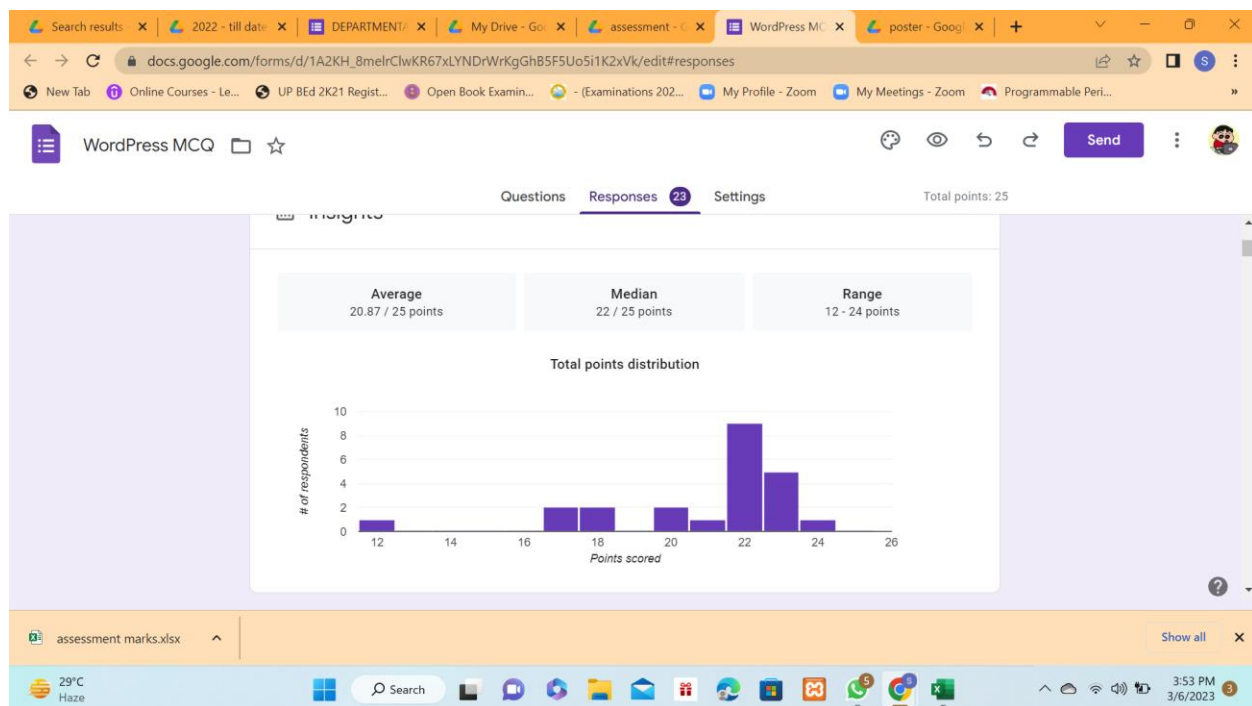 Search results
2022 - till date
DEPARTMENTA
My Drive - Goo
assessment - G
WordPress MC
poster - Googl
docs.google.com/forms/d/1A2KH_8melrClwKR67xLYNDrWrKgGhB5F5Uo5i1K2xVk/edit#responses
S
New Tab
Online Courses - Le...
UP BEd 2K21 Regist...
Open Book Examin...
- (Examinations 202...
My Profile - Zoom
My Meetings - Zoom
Programmable Peri...
»
WordPress MCQ
Send
Questions Responses 23 Settings
Total points: 25
Insights
Average
20.87 / 25 points
Median
22 / 25 points
Range
12 - 24 points
Total points distribution
# of respondents
10
8
6
4
2
0
12 14 16 18 20 22 24 26
Points scored
assessment marks.xlsx
Show all
29°C
Haze
Search
5
S
3:53 PM
3/6/2023
3